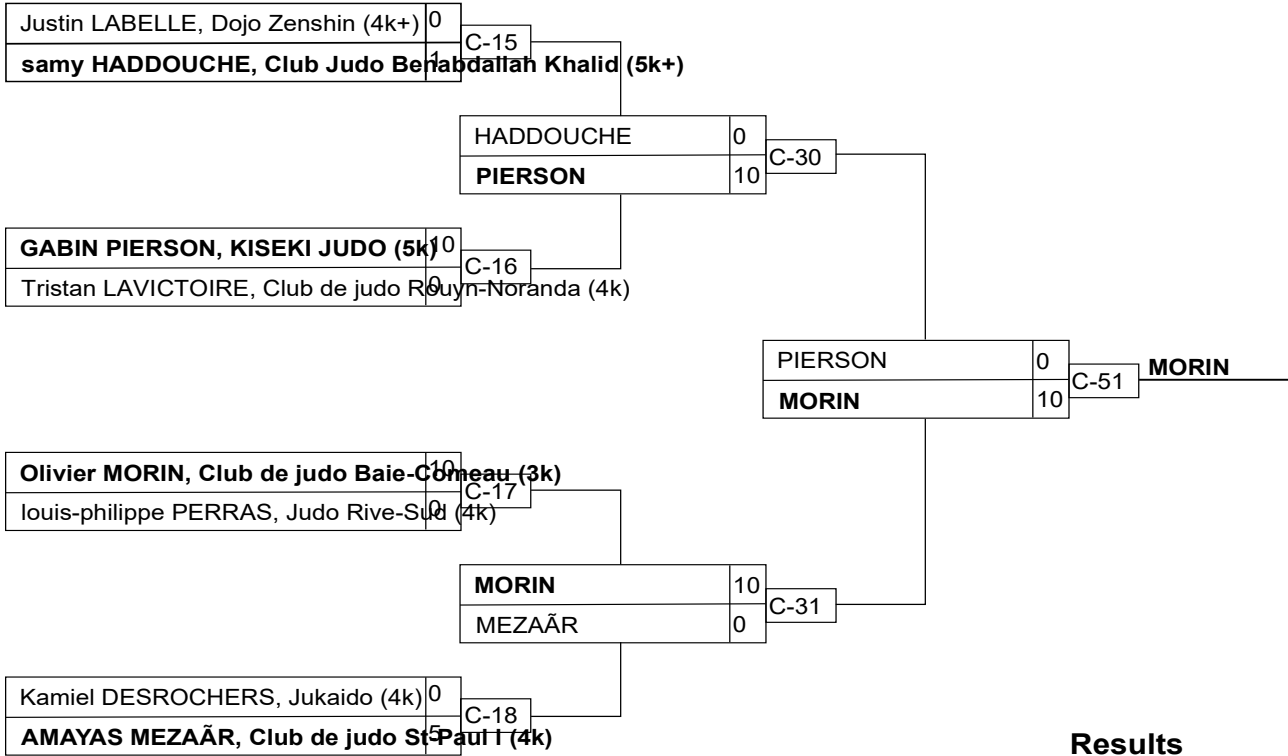 Justin LABELLE, Dojo Zenshin (4k+) 0
C-15
samy HADDOUCHE, Club Judo Benabdallah Khalid (5k+) 1
HADDOUCHE 0
C-30
PIERSON 10
GABIN PIERSON, KISEKI JUDO (5k) 10
C-16
Tristan LAVICTOIRE, Club de judo Rouyn-Noranda (4k) 0
PIERSON 0
C-51 MORIN
MORIN 10
Olivier MORIN, Club de judo Baie-Comeau (3k) 10
C-17
louis-philippe PERRAS, Judo Rive-Sud (4k) 0
MORIN 10
C-31
MEZAÃR 0
Kamiel DESROCHERS, Jukaido (4k) 0
C-18
AMAYAS MEZAÃR, Club de judo St-Paul l (4k) 5
Results